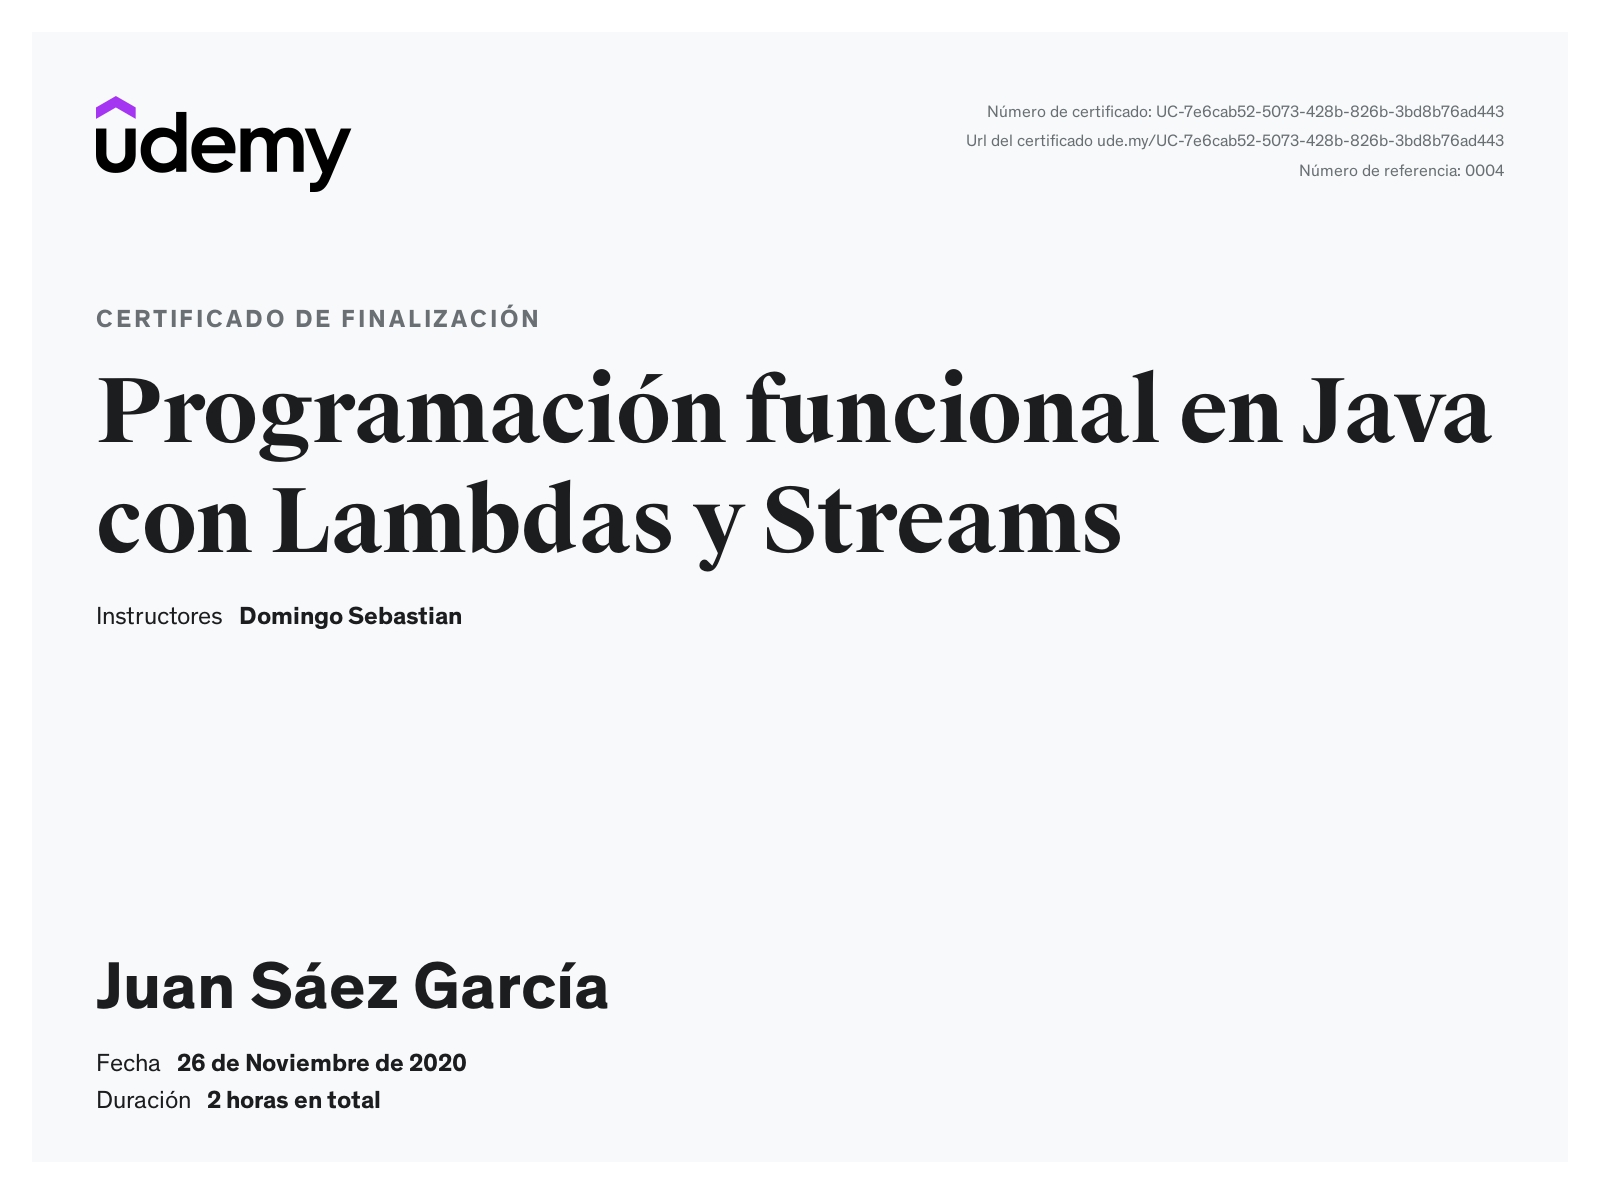 udemy
Número de certificado: UC-7e6cab52-5073-428b-826b-3bd8b76ad443
Url del certificado ude.my/UC-7e6cab52-5073-428b-826b-3bd8b76ad443
Número de referencia: 0004
CERTIFICADO DE FINALIZACIÓN
Programación funcional en Java
con Lambdas y Streams
Instructores Domingo Sebastian
Juan Sáez García
Fecha 26 de Noviembre de 2020
Duración 2 horas en total